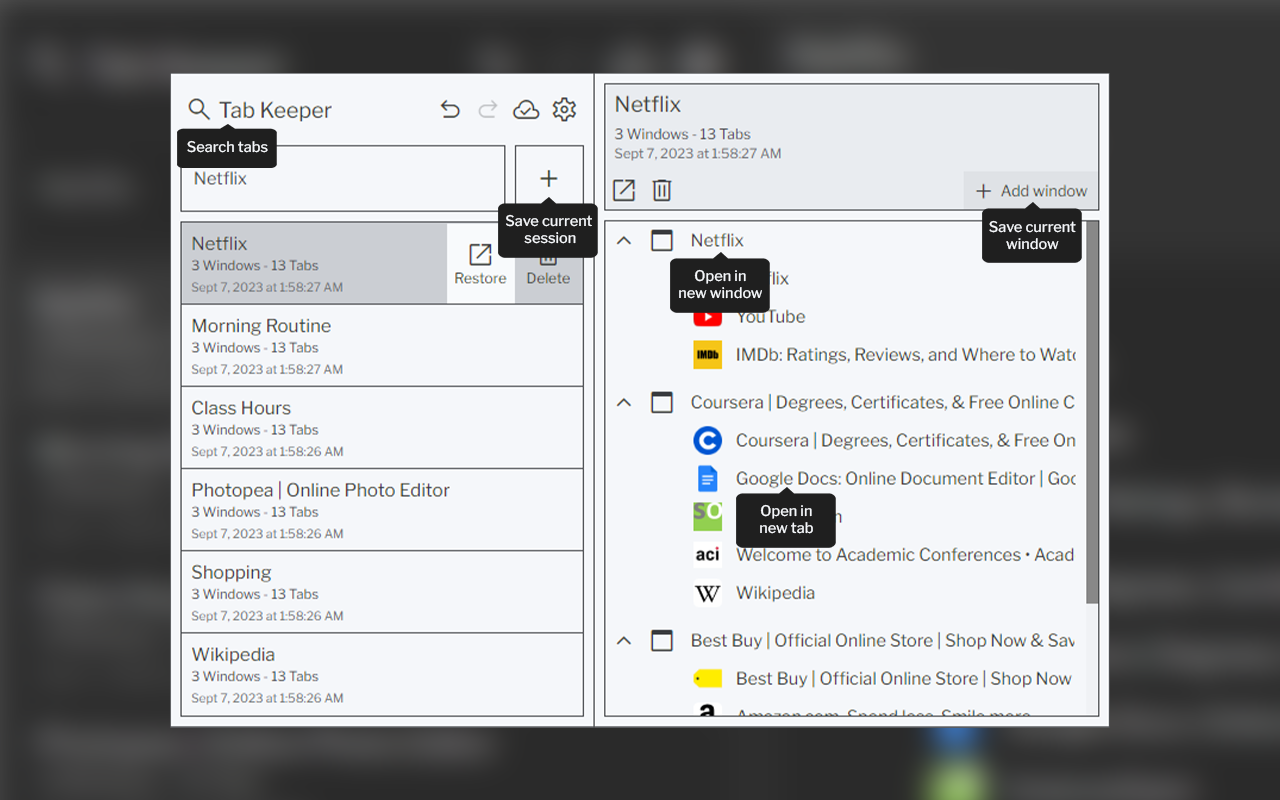 Tab Keeper
Search tabs
Netflix
Save current
session
Netflix
3 Windows - 13 Tabs
Sept 7, 2023 at 1:58:27 AM
Restore
Delete
Morning Routine
3 Windows - 13 Tabs
Sept 7, 2023 at 1:58:27 AM
Class Hours
3 Windows - 13 Tabs
Sept 7, 2023 at 1:58:26 AM
Photopea | Online Photo Editor
3 Windows - 13 Tabs
Sept 7, 2023 at 1:58:26 AM
Shopping
3 Windows - 13 Tabs
Sept 7, 2023 at 1:58:26 AM
Wikipedia
3 Windows - 13 Tabs
Sept 7, 2023 at 1:58:26 AM
Netflix
3 Windows - 13 Tabs
Sept 7, 2023 at 1:58:27 AM
Add window
Save current
window
Netflix
Open in
new window
flix
YouTube
IMDb IMDb: Ratings, Reviews, and Where to Watc
Coursera | Degrees, Certificates, & Free Online C
Coursera | Degrees, Certificates, & Free On
Google Docs: Online Document Editor | Goo
Open in
new tab
SO
aci Welcome to Academic Conferences • Acad
W Wikipedia
Best Buy | Official Online Store | Shop Now & Sav
Best Buy | Official Online Store | Shop Now
a Amazon.com. Spend less. Smile more.